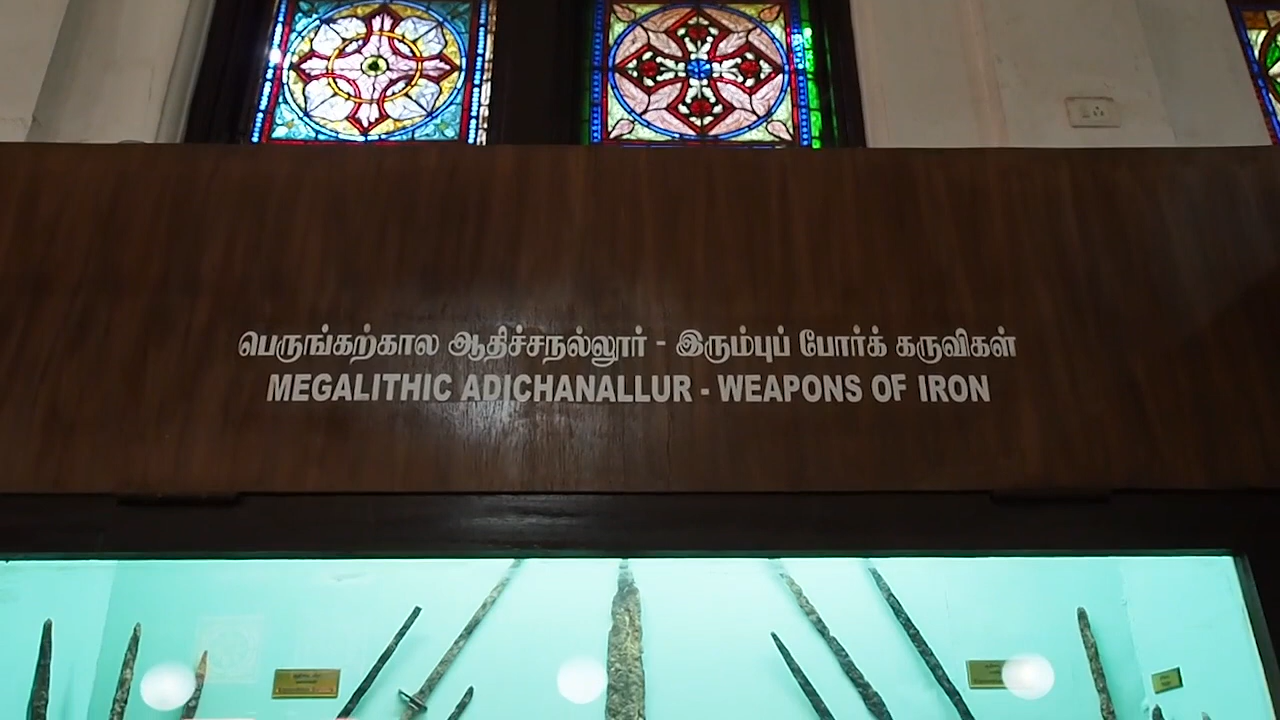 பெருங்கற்கால ஆதிச்சநல்லூர் - இரும்புப் போர்க் கருவிகள்
MEGALITHIC ADICHANALLUR - WEAPONS OF IRON